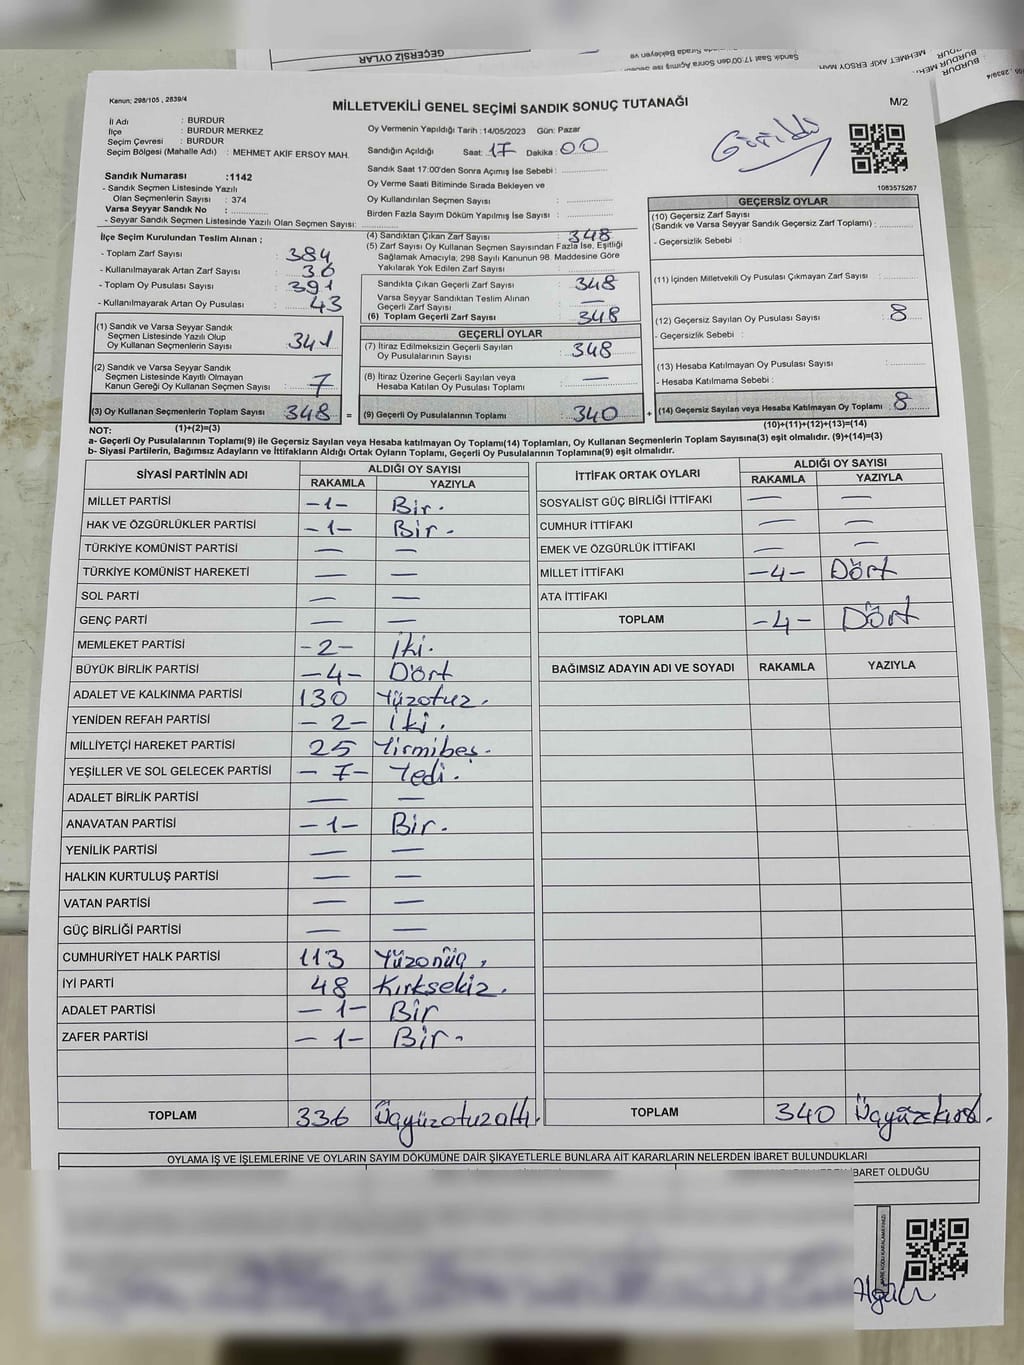 GEÇERSİZ OYLAR
Kanun; 298/105 , 2839/4
MİLLETVEKİLİ GENEL SEÇİMİ SANDIK SONUÇ TUTANAĞI
M/2
İl Adı : BURDUR
İlçe : BURDUR MERKEZ
Seçim Çevresi : BURDUR
Seçim Bölgesi (Mahalle Adı) : MEHMET AKİF ERSOY MAH.
Oy Vermenin Yapıldığı Tarih :14/05/2023 Gün: Pazar
Sandığın Açıldığı Saat: 17 Dakika : 00
Görüldü
1083575267
Sandık Saat 17:00'den Sonra Açımış İse Sebebi :
Oy Verme Saati Bitiminde Sırada Bekleyen ve
Oy Kullandırılan Seçmen Sayısı :
Birden Fazla Sayım Döküm Yapılmış İse Sayısı :
Sandık Numarası :1142
- Sandık Seçmen Listesinde Yazılı
Olan Seçmenlerin Sayısı : 374
Varsa Seyyar Sandık No :
- Seyyar Sandık Seçmen Listesinde Yazılı Olan Seçmen Sayısı:
İlçe Seçim Kurulundan Teslim Alınan ;
- Toplam Zarf Sayısı : 384
- Kullanılmayarak Artan Zarf Sayısı : 36
- Toplam Oy Pusulası Sayısı : 391
- Kullanılmayarak Artan Oy Pusulası : 43
(1) Sandık ve Varsa Seyyar Sandık
Seçmen Listesinde Yazılı Olup
Oy Kullanan Seçmenlerin Sayısı : 341
(2) Sandık ve Varsa Seyyar Sandık
Seçmen Listesinde Kayıtlı Olmayan
Kanun Gereği Oy Kullanan Seçmen Sayısı : 7
(3) Oy Kullanan Seçmenlerin Toplam Sayısı : 348 =
(1)+(2)=(3)
(4) Sandıktan Çıkan Zarf Sayısı : 348
(5) Zarf Sayısı Oy Kullanan Seçmen Sayısından Fazla İse, Eşitliği
Sağlamak Amacıyla; 298 Sayılı Kanunun 98. Maddesine Göre
Yakılarak Yok Edilen Zarf Sayısı :
Sandıkta Çıkan Geçerli Zarf Sayısı : 348
Varsa Seyyar Sandıktan Teslim Alınan
Geçerli Zarf Sayısı : —
(6) Toplam Geçerli Zarf Sayısı : 348
GEÇERLİ OYLAR
(7) İtiraz Edilmeksizin Geçerli Sayılan
Oy Pusulalarının Sayısı : 348
(8) İtiraz Üzerine Geçerli Sayılan veya
Hesaba Katılan Oy Pusulası Toplamı : —
(9) Geçerli Oy Pusulalarının Toplamı : 340 +
GEÇERSİZ OYLAR
(10) Geçersiz Zarf Sayısı
(Sandık ve Varsa Seyyar Sandık Geçersiz Zarf Toplamı) :
- Geçersizlik Sebebi :
(11) İçinden Milletvekili Oy Pusulası Çıkmayan Zarf Sayısı :
(12) Geçersiz Sayılan Oy Pusulası Sayısı : 8
- Geçersizlik Sebebi :
(13) Hesaba Katılmayan Oy Pusulası Sayısı :
- Hesaba Katılmama Sebebi :
(14) Geçersiz Sayılan veya Hesaba Katılmayan Oy Toplamı : 8
(10)+(11)+(12)+(13)=(14)
NOT:
a- Geçerli Oy Pusulalarının Toplamı(9) ile Geçersiz Sayılan veya Hesaba katılmayan Oy Toplamı(14) Toplamları, Oy Kullanan Seçmenlerin Toplam Sayısına(3) eşit olmalıdır. (9)+(14)=(3)
b- Siyasi Partilerin, Bağımsız Adayların ve İttifakların Aldığı Ortak Oyların Toplamı, Geçerli Oy Pusulalarının Toplamına(9) eşit olmalıdır.
SİYASİ PARTİNİN ADI ALDIĞI OY SAYISI
RAKAMLA YAZIYLA
MİLLET PARTİSİ -1- Bir.
HAK VE ÖZGÜRLÜKLER PARTİSİ -1- Bir.
TÜRKİYE KOMÜNİST PARTİSİ — —
TÜRKİYE KOMÜNİST HAREKETİ — —
SOL PARTİ — —
GENÇ PARTİ — —
MEMLEKET PARTİSİ -2- İki.
BÜYÜK BİRLİK PARTİSİ -4- Dört
ADALET VE KALKINMA PARTİSİ 130 Yüzotuz.
YENİDEN REFAH PARTİSİ -2- İki.
MİLLİYETÇİ HAREKET PARTİSİ 25 Yirmibeş.
YEŞİLLER VE SOL GELECEK PARTİSİ -7- Yedi.
ADALET BİRLİK PARTİSİ — —
ANAVATAN PARTİSİ -1- Bir.
YENİLİK PARTİSİ — —
HALKIN KURTULUŞ PARTİSİ — —
VATAN PARTİSİ — —
GÜÇ BİRLİĞİ PARTİSİ — —
CUMHURİYET HALK PARTİSİ 113 Yüzonüç.
İYİ PARTİ 48 Kırksekiz.
ADALET PARTİSİ -1- Bir
ZAFER PARTİSİ -1- Bir.
TOPLAM 336 Üçyüzotuzaltı.
İTTİFAK ORTAK OYLARI ALDIĞI OY SAYISI
RAKAMLA YAZIYLA
SOSYALİST GÜÇ BİRLİĞİ İTTİFAKI — —
CUMHUR İTTİFAKI — —
EMEK VE ÖZGÜRLÜK İTTİFAKI — —
MİLLET İTTİFAKI -4- Dört
ATA İTTİFAKI
TOPLAM -4- Dört
BAĞIMSIZ ADAYIN ADI VE SOYADI RAKAMLA YAZIYLA
TOPLAM 340 Üçyüzkırk.
OYLAMA İŞ VE İŞLEMLERİNE VE OYLARIN SAYIM DÖKÜMÜNE DAİR ŞİKAYETLERLE BUNLARA AİT KARARLARIN NELERDEN İBARET BULUNDUKLARI
İBARET OLDUĞU